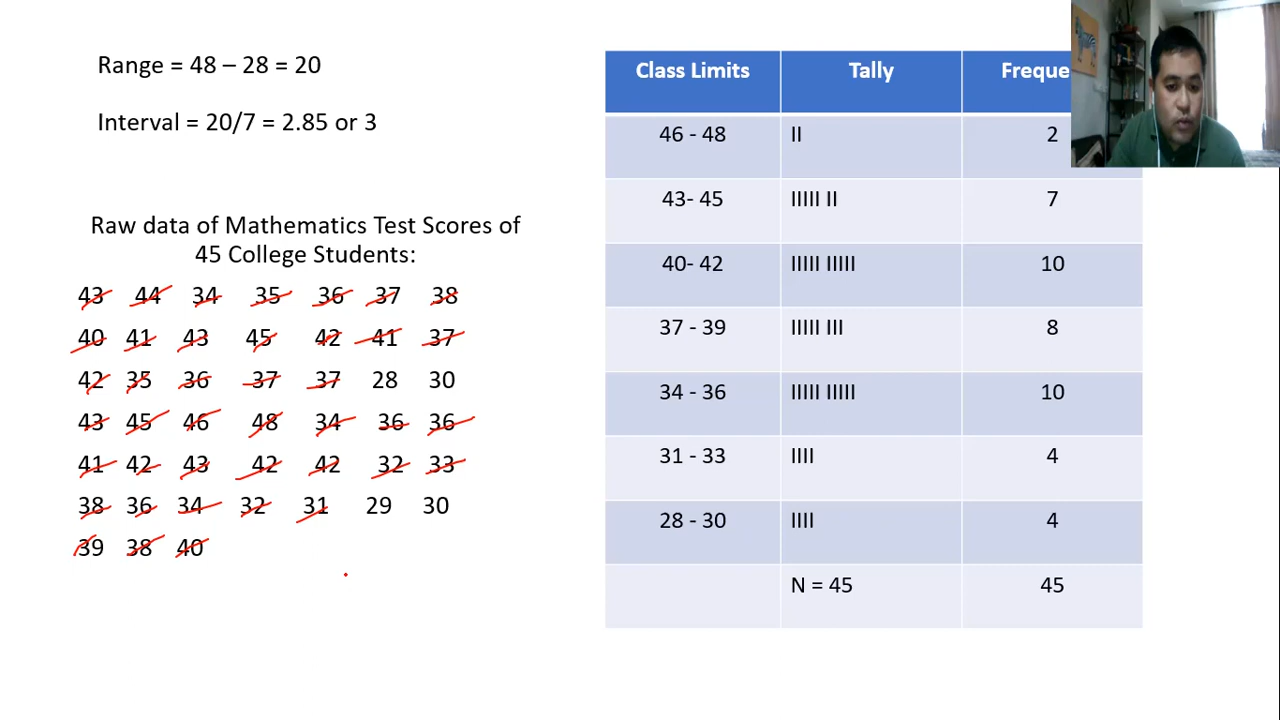 Range = 48 – 28 = 20
Interval = 20/7 = 2.85 or 3
Raw data of Mathematics Test Scores of
45 College Students:
43 44 34 35 36 37 38
40 41 43 45 42 41 37
42 35 36 37 37 28 30
43 45 46 48 34 36 36
41 42 43 42 42 32 33
38 36 34 32 31 29 30
39 38 40
Class Limits Tally Freque
46 - 48 II 2
43- 45 IIIII II 7
40- 42 IIIII IIIII 10
37 - 39 IIIII III 8
34 - 36 IIIII IIIII 10
31 - 33 IIII 4
28 - 30 IIII 4
N = 45 45